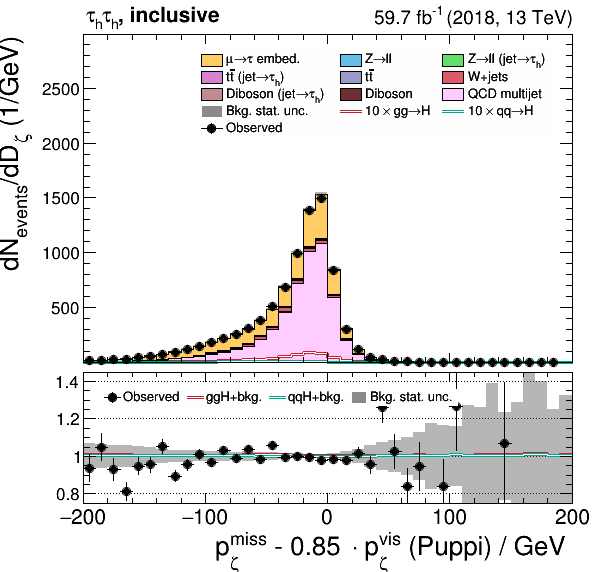 τhτh, inclusive
59.7 fb-1 (2018, 13 TeV)
dNevents/dDζ (1/GeV)
2500
2000
1500
1000
500
μ→τ embed.
Z→ll
Z→ll (jet→τh)
tt̄ (jet→τh)
tt̄
W+jets
Diboson (jet→τh)
Diboson
QCD multijet
Bkg. stat. unc.
10 × gg→H
10 × qq→H
Observed
1.4
1.2
1
0.8
Observed
ggH+bkg.
qqH+bkg.
Bkg. stat. unc.
−200
−100
0
100
200
pζmiss - 0.85 · pζvis (Puppi) / GeV